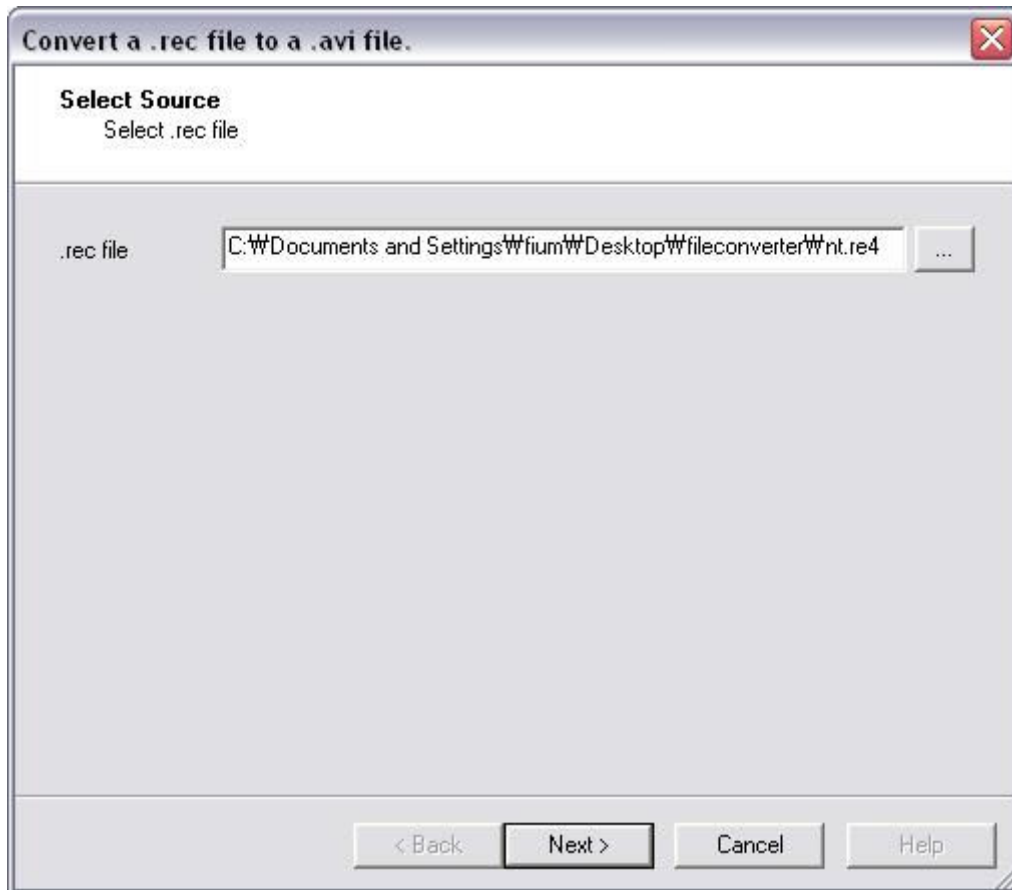 Convert a .rec file to a .avi file.
Select Source
Select .rec file
.rec file
C:₩Documents and Settings₩fium₩Desktop₩fileconverter₩nt.re4
...
< Back
Next >
Cancel
Help